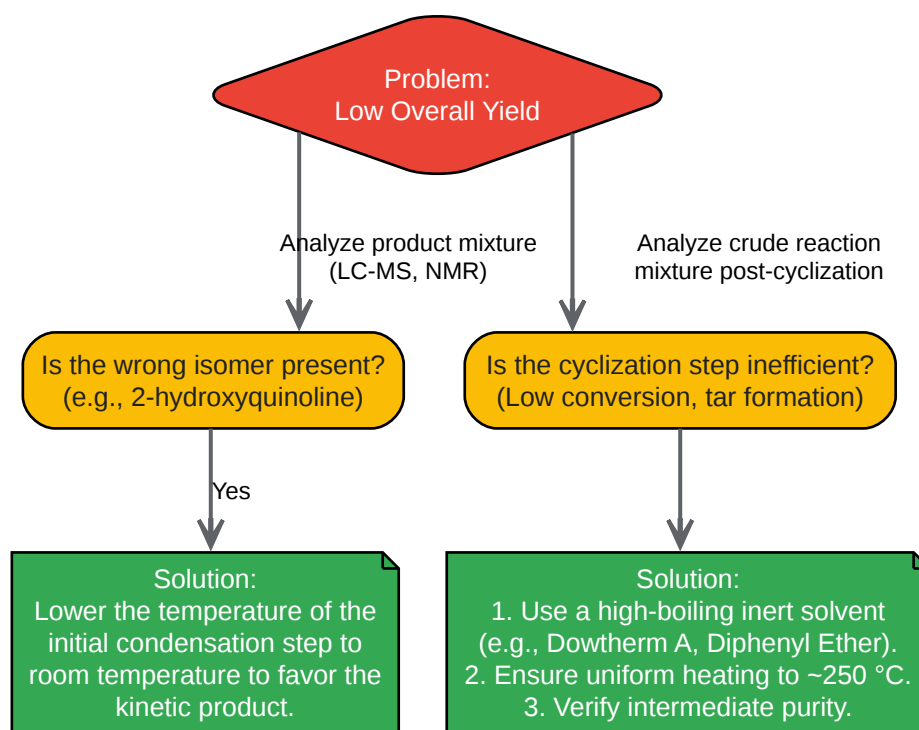 Problem:
Low Overall Yield
Analyze product mixture
(LC-MS, NMR)
Analyze crude reaction
mixture post-cyclization
Is the wrong isomer present?
(e.g., 2-hydroxyquinoline)
Is the cyclization step inefficient?
(Low conversion, tar formation)
Yes
Solution:
Lower the temperature of the
initial condensation step to
room temperature to favor the
kinetic product.
Solution:
1. Use a high-boiling inert solvent
(e.g., Dowtherm A, Diphenyl Ether).
2. Ensure uniform heating to ~250 °C.
3. Verify intermediate purity.